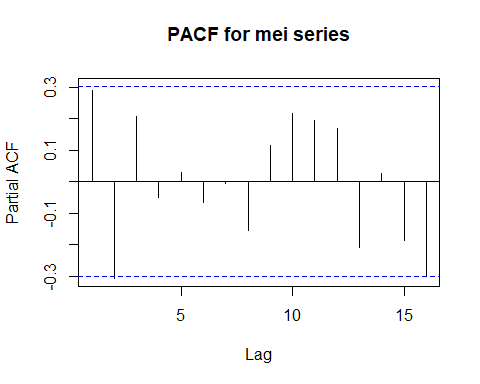 PACF for mei series
Partial ACF
0.3
0.1
-0.1
-0.3
5
10
15
Lag